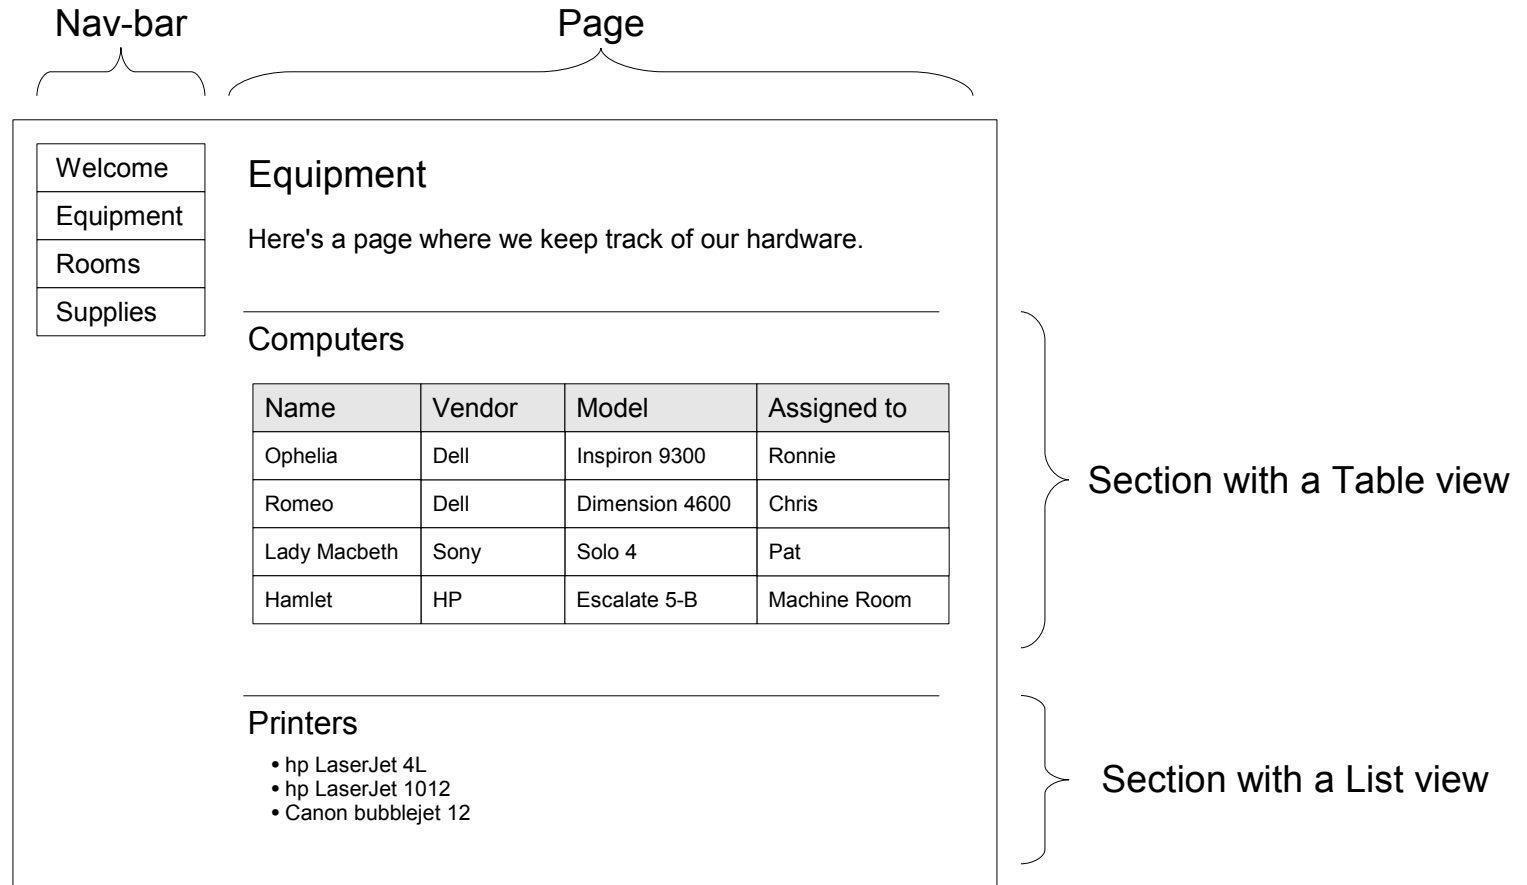 Nav-bar
Page
Welcome
Equipment
Rooms
Supplies
Equipment
Here's a page where we keep track of our hardware.
Computers
Name Vendor Model Assigned to
Ophelia Dell Inspiron 9300 Ronnie
Romeo Dell Dimension 4600 Chris
Lady Macbeth Sony Solo 4 Pat
Hamlet HP Escalate 5-B Machine Room
Section with a Table view
Printers
• hp LaserJet 4L
• hp LaserJet 1012
• Canon bubblejet 12
Section with a List view